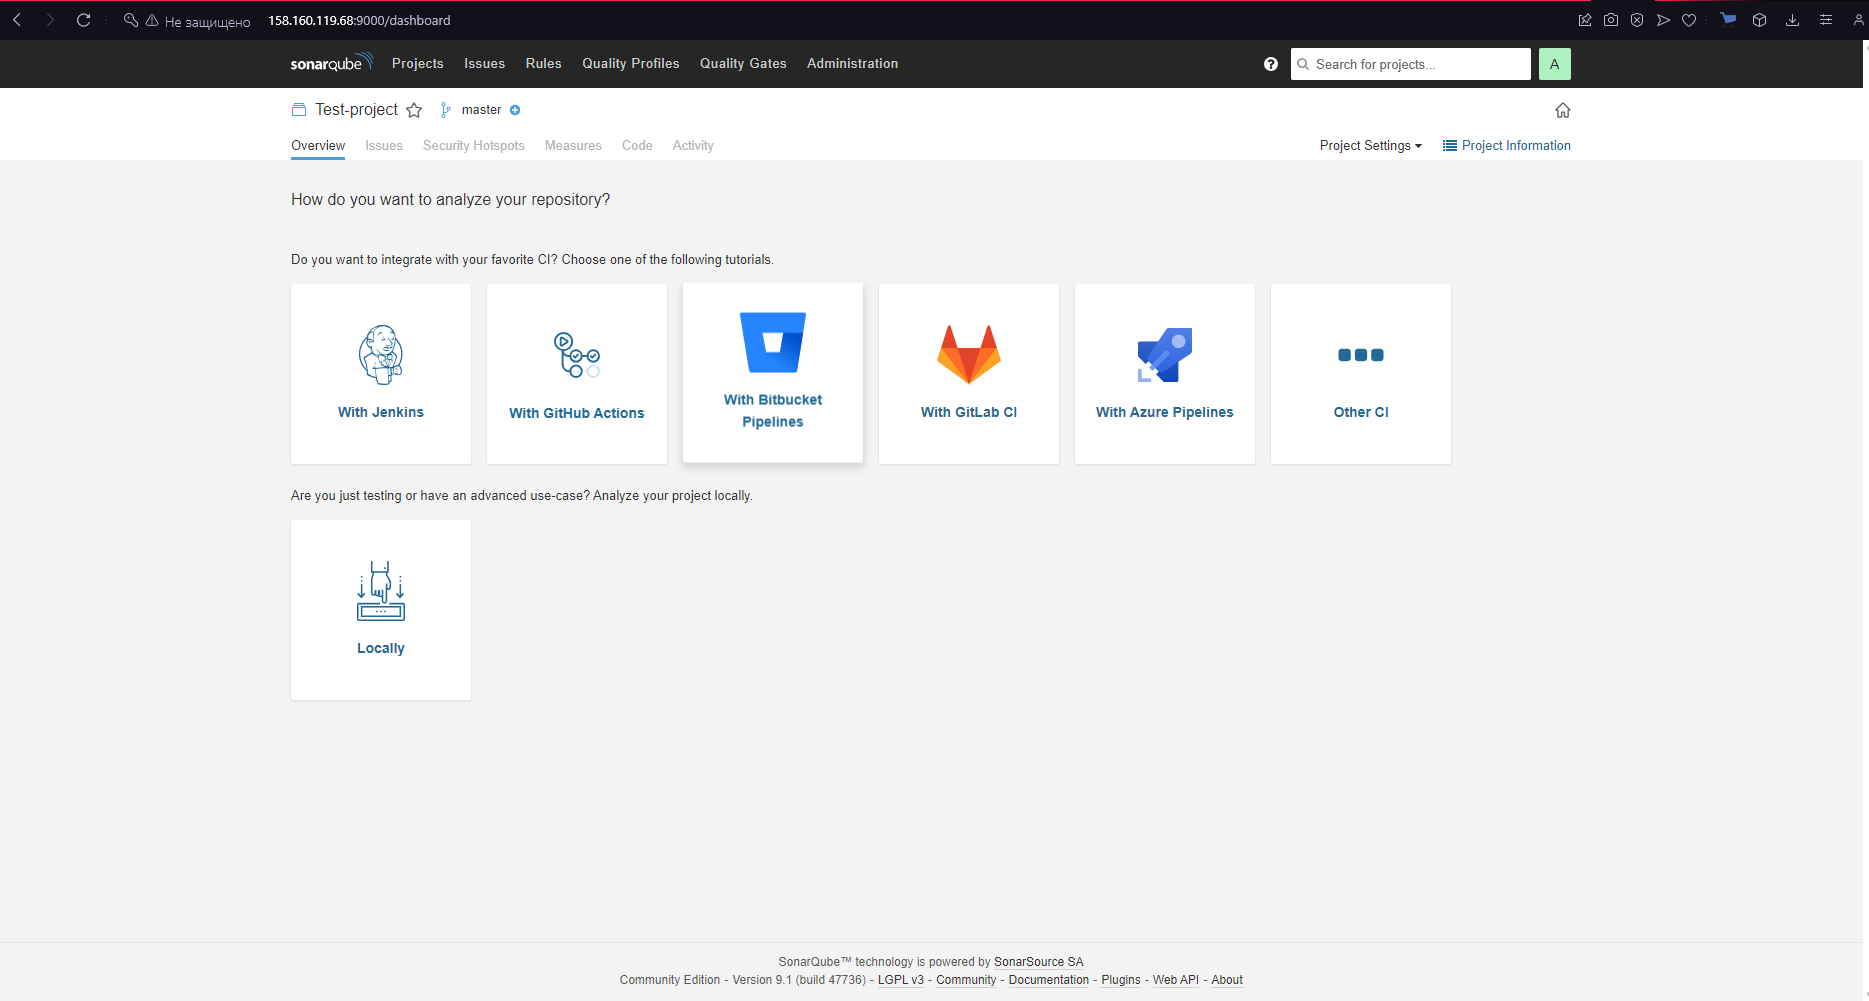 Не защищено 158.160.119.68:9000/dashboard
sonarqube Projects Issues Rules Quality Profiles Quality Gates Administration ? Search for projects... A
Test-project master
Overview Issues Security Hotspots Measures Code Activity Project Settings Project Information
How do you want to analyze your repository?
Do you want to integrate with your favorite CI? Choose one of the following tutorials.
With Jenkins
With GitHub Actions
With Bitbucket
Pipelines
With GitLab CI
With Azure Pipelines
Other CI
Are you just testing or have an advanced use-case? Analyze your project locally.
Locally
SonarQube™ technology is powered by SonarSource SA
Community Edition - Version 9.1 (build 47736) - LGPL v3 - Community - Documentation - Plugins - Web API - About